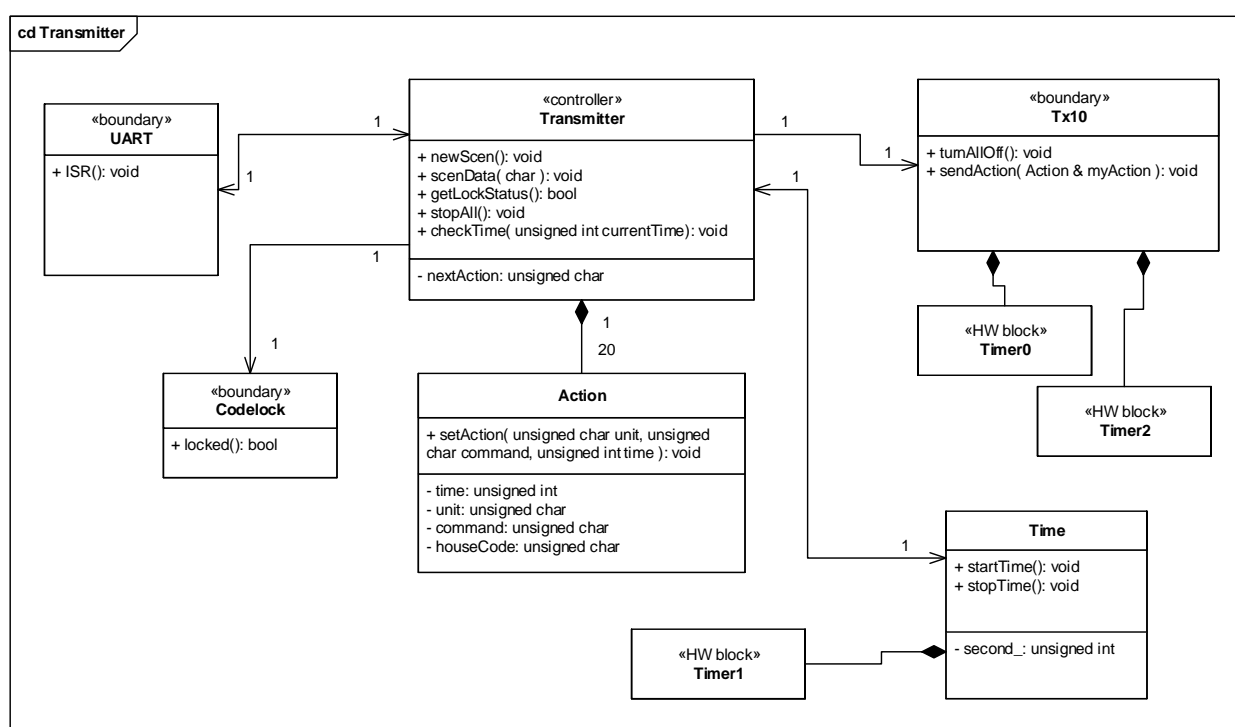 cd Transmitter
«boundary»
UART
+ ISR(): void
1
1
«controller»
Transmitter
+ newScen(): void
+ scenData( char ): void
+ getLockStatus(): bool
+ stopAll(): void
+ checkTime( unsigned int currentTime): void
- nextAction: unsigned char
1
1
«boundary»
Tx10
+ turnAllOff(): void
+ sendAction( Action & myAction ): void
1
1
1
20
1
«HW block»
Timer0
«HW block»
Timer2
«boundary»
Codelock
+ locked(): bool
Action
+ setAction( unsigned char unit, unsigned
char command, unsigned int time ): void
- time: unsigned int
- unit: unsigned char
- command: unsigned char
- houseCode: unsigned char
1
Time
+ startTime(): void
+ stopTime(): void
- second_: unsigned int
«HW block»
Timer1